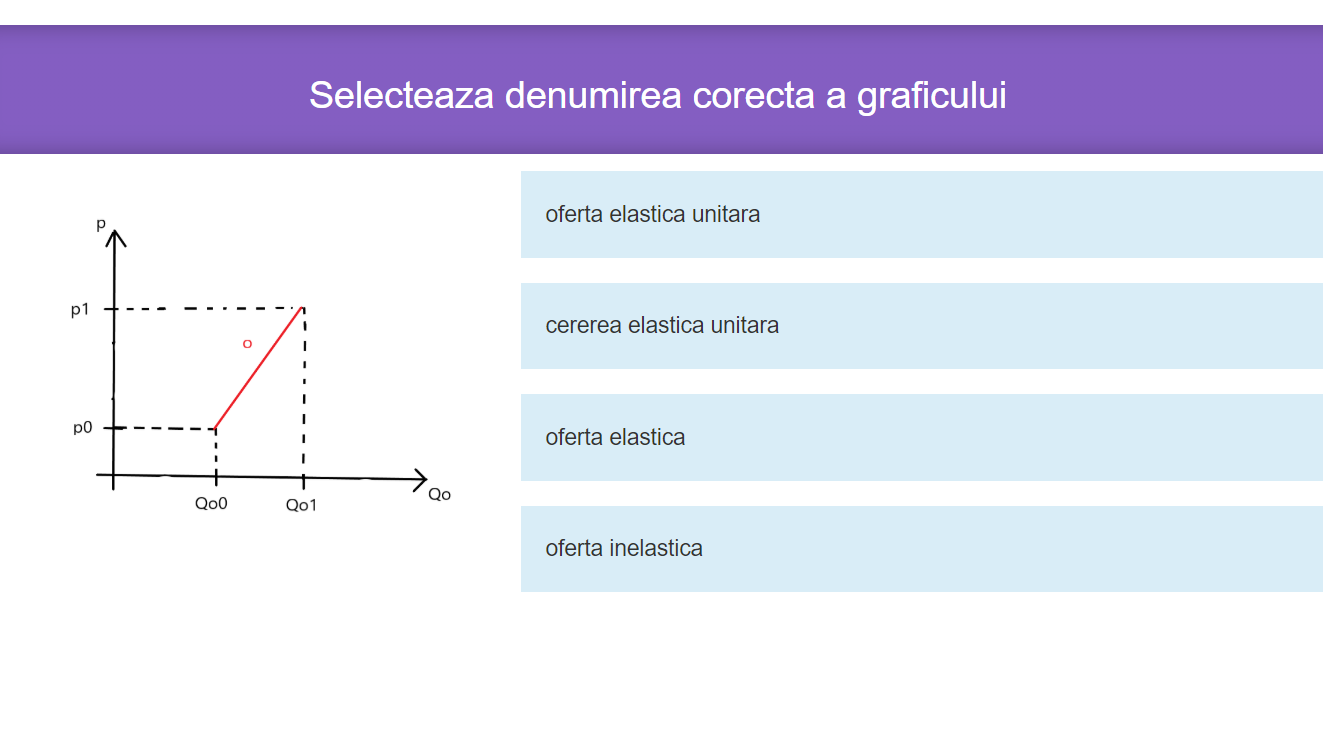 Selecteaza denumirea corecta a graficului
p
p1
o
p0
Qo0
Qo1
Qo
oferta elastica unitara
cererea elastica unitara
oferta elastica
oferta inelastica